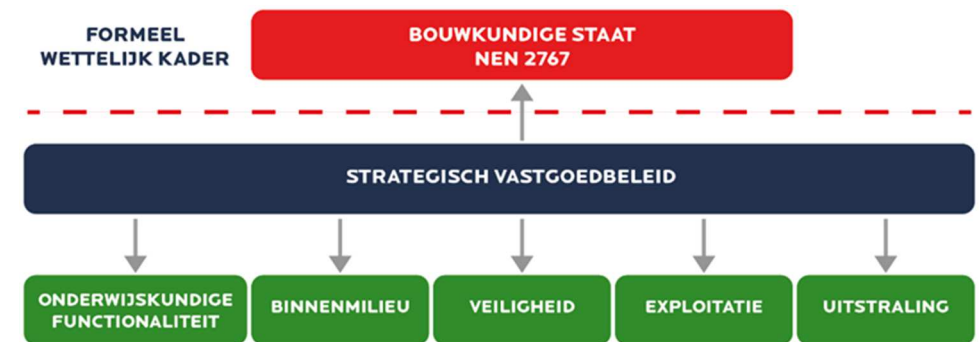 FORMEEL
WETTELIJK KADER
BOUWKUNDIGE STAAT
NEN 2767
STRATEGISCH VASTGOEDBELEID
ONDERWIJSKUNDIGE
FUNCTIONALITEIT
BINNENMILIEU
VEILIGHEID
EXPLOITATIE
UITSTRALING